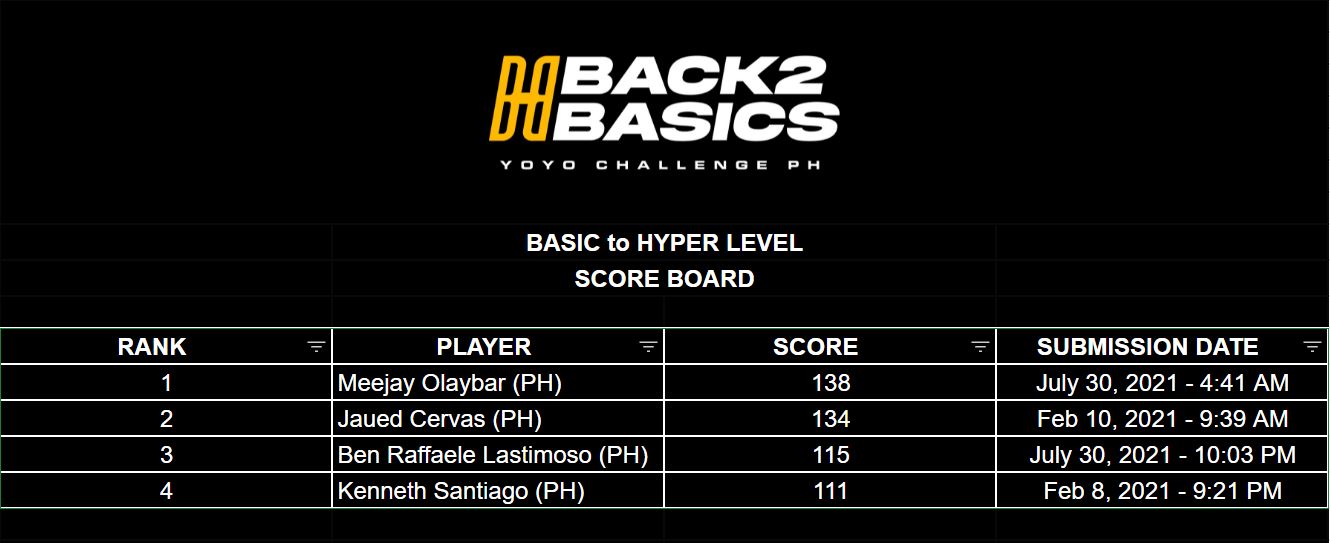 BACK2
BASICS
YOYO CHALLENGE PH
BASIC to HYPER LEVEL
SCORE BOARD
RANK PLAYER SCORE SUBMISSION DATE
1 Meejay Olaybar (PH) 138 July 30, 2021 - 4:41 AM
2 Jaued Cervas (PH) 134 Feb 10, 2021 - 9:39 AM
3 Ben Raffaele Lastimoso (PH) 115 July 30, 2021 - 10:03 PM
4 Kenneth Santiago (PH) 111 Feb 8, 2021 - 9:21 PM